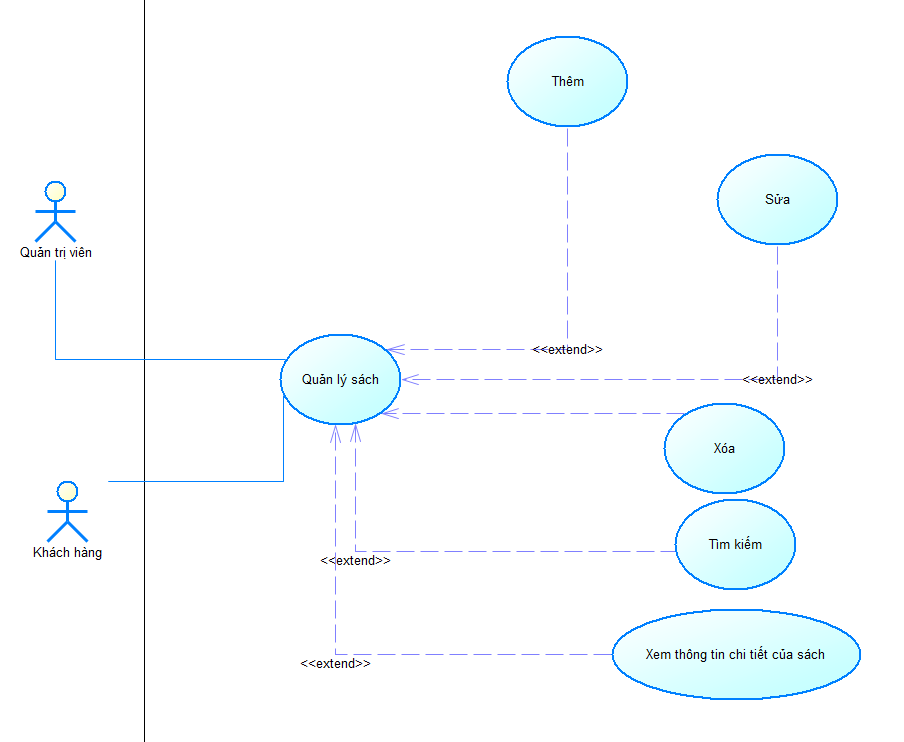 Thêm
Sửa
Quản trị viên
<<extend>>
Quản lý sách
<<extend>>
Xóa
Khách hàng
Tìm kiếm
<<extend>>
Xem thông tin chi tiết của sách
<<extend>>